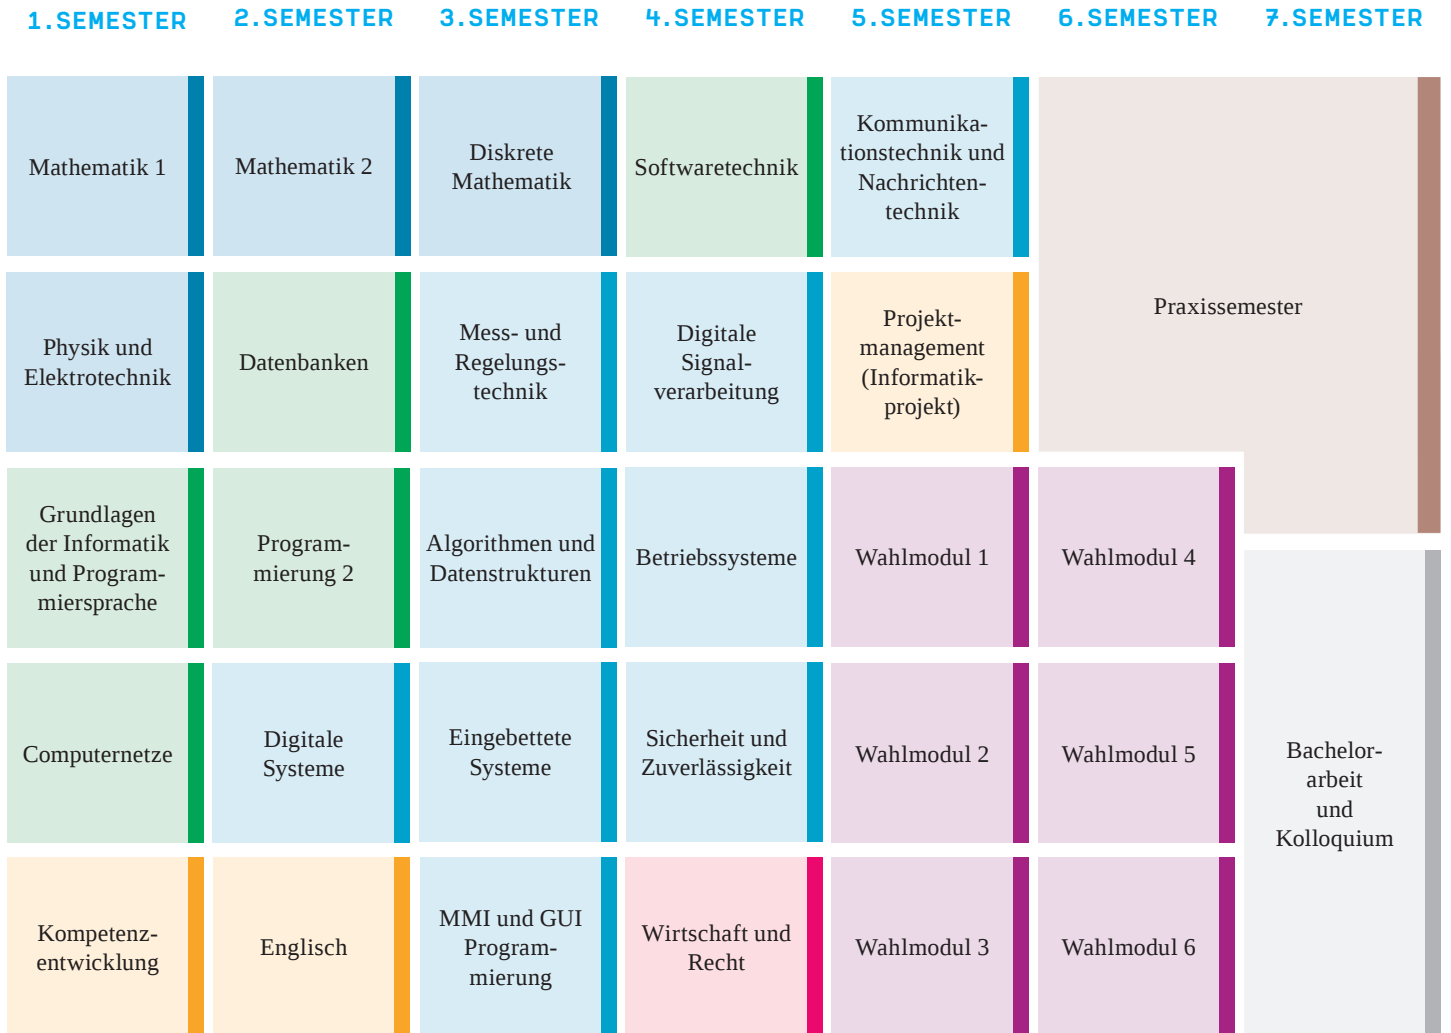 1.SEMESTER
2.SEMESTER
3.SEMESTER
4.SEMESTER
5.SEMESTER
6.SEMESTER
7.SEMESTER
Mathematik 1
Mathematik 2
Diskrete
Mathematik
Softwaretechnik
Kommunika-
tionstechnik und
Nachrichten-
technik
Praxissemester
Physik und
Elektrotechnik
Datenbanken
Mess- und
Regelungs-
technik
Digitale
Signal-
verarbeitung
Projekt-
management
(Informatik-
projekt)
Grundlagen
der Informatik
und Program-
miersprache
Program-
mierung 2
Algorithmen und
Datenstrukturen
Betriebssysteme
Wahlmodul 1
Wahlmodul 4
Computernetze
Digitale
Systeme
Eingebettete
Systeme
Sicherheit und
Zuverlässigkeit
Wahlmodul 2
Wahlmodul 5
Bachelor-
arbeit
und
Kolloquium
Kompetenz-
entwicklung
Englisch
MMI und GUI
Program-
mierung
Wirtschaft und
Recht
Wahlmodul 3
Wahlmodul 6